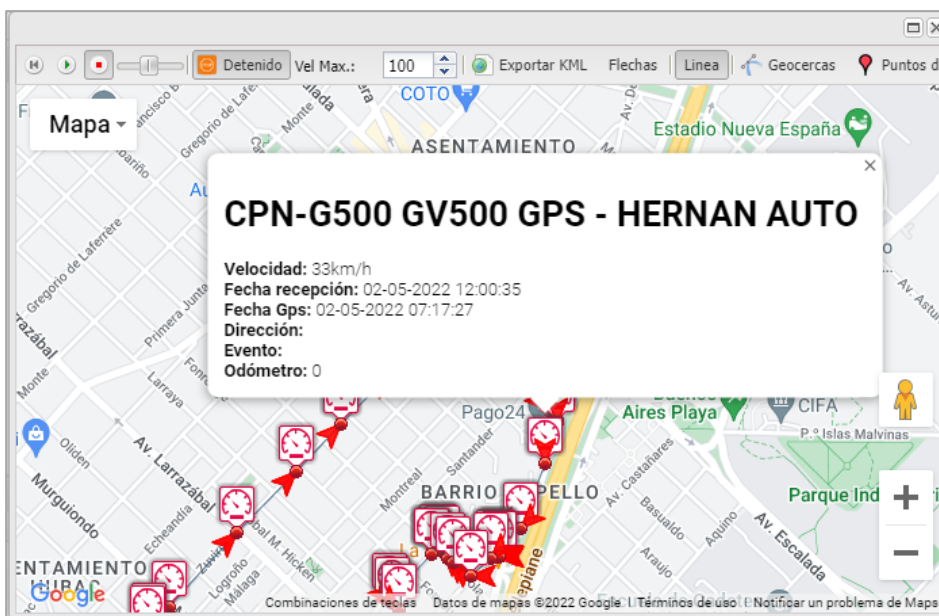 Detenido Vel Max.: 100 Exportar KML Flechas Linea Geocercas Puntos d
Mapa
COTO
Estadio Nueva España
ASENTAMIENTO
Gregorio de Laferrère
CPN-G500 GV500 GPS - HERNAN AUTO
Velocidad: 33km/h
Fecha recepción: 02-05-2022 12:00:35
Fecha Gps: 02-05-2022 07:17:27
Dirección:
Evento:
Odómetro: 0
Gregorio de Laferrère
Primera Junta
Monte
Larraya
Pago24
Aires Playa
CIFA
P.º Islas Malvinas
Oliden
Av. Larrazábal
Santander
Montreal
Av. Castañares
Murguiondo
Echeandía
BARRIO
PELLO
Basualdo
Aquino
Parque Ind
Av. Escalada
Araujo
Logroño
Málaga
Google
Combinaciones de teclas Datos de mapas ©2022 Google Términos de uso Notificar un problema de Maps